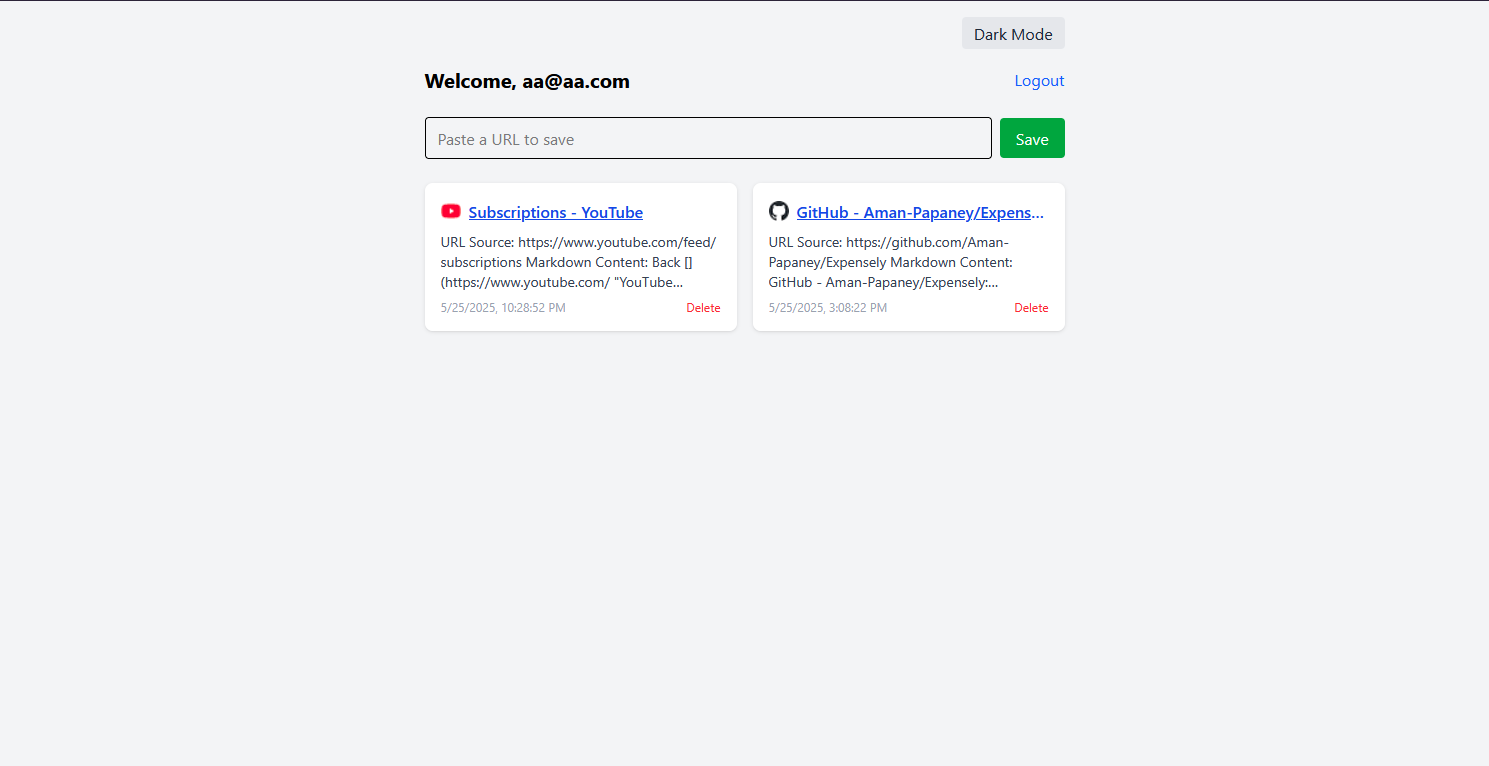 Dark Mode
Welcome, aa@aa.com
Logout
Paste a URL to save
Save
Subscriptions - YouTube
URL Source: https://www.youtube.com/feed/
subscriptions Markdown Content: Back []
(https://www.youtube.com/ "YouTube...
5/25/2025, 10:28:52 PM
Delete
GitHub - Aman-Papaney/Expens...
URL Source: https://github.com/Aman-
Papaney/Expensely Markdown Content:
GitHub - Aman-Papaney/Expensely:...
5/25/2025, 3:08:22 PM
Delete